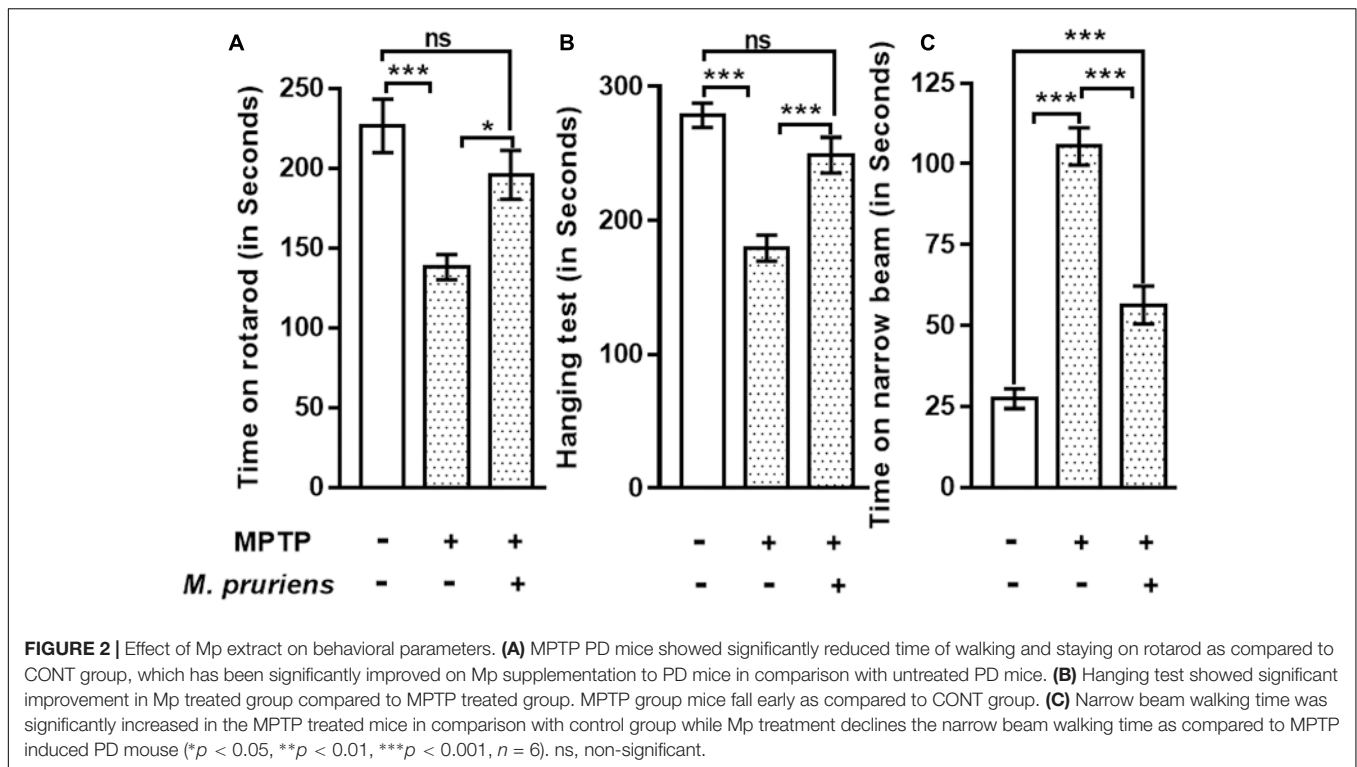 A
ns
***
*
Time on rotarod (in Seconds)
250
200
150
100
50
0
B
ns
***
***
Hanging test (in Seconds)
300
200
100
0
C
***
***
***
Time on narrow beam (in Seconds)
125
100
75
50
25
0
MPTP - + + - + + - + +
M. pruriens - - + - - + - - +
FIGURE 2 | Effect of Mp extract on behavioral parameters. (A) MPTP PD mice showed significantly reduced time of walking and staying on rotarod as compared to
CONT group, which has been significantly improved on Mp supplementation to PD mice in comparison with untreated PD mice. (B) Hanging test showed significant
improvement in Mp treated group compared to MPTP treated group. MPTP group mice fall early as compared to CONT group. (C) Narrow beam walking time was
significantly increased in the MPTP treated mice in comparison with control group while Mp treatment declines the narrow beam walking time as compared to MPTP
induced PD mouse (*p < 0.05, **p < 0.01, ***p < 0.001, n = 6). ns, non-significant.